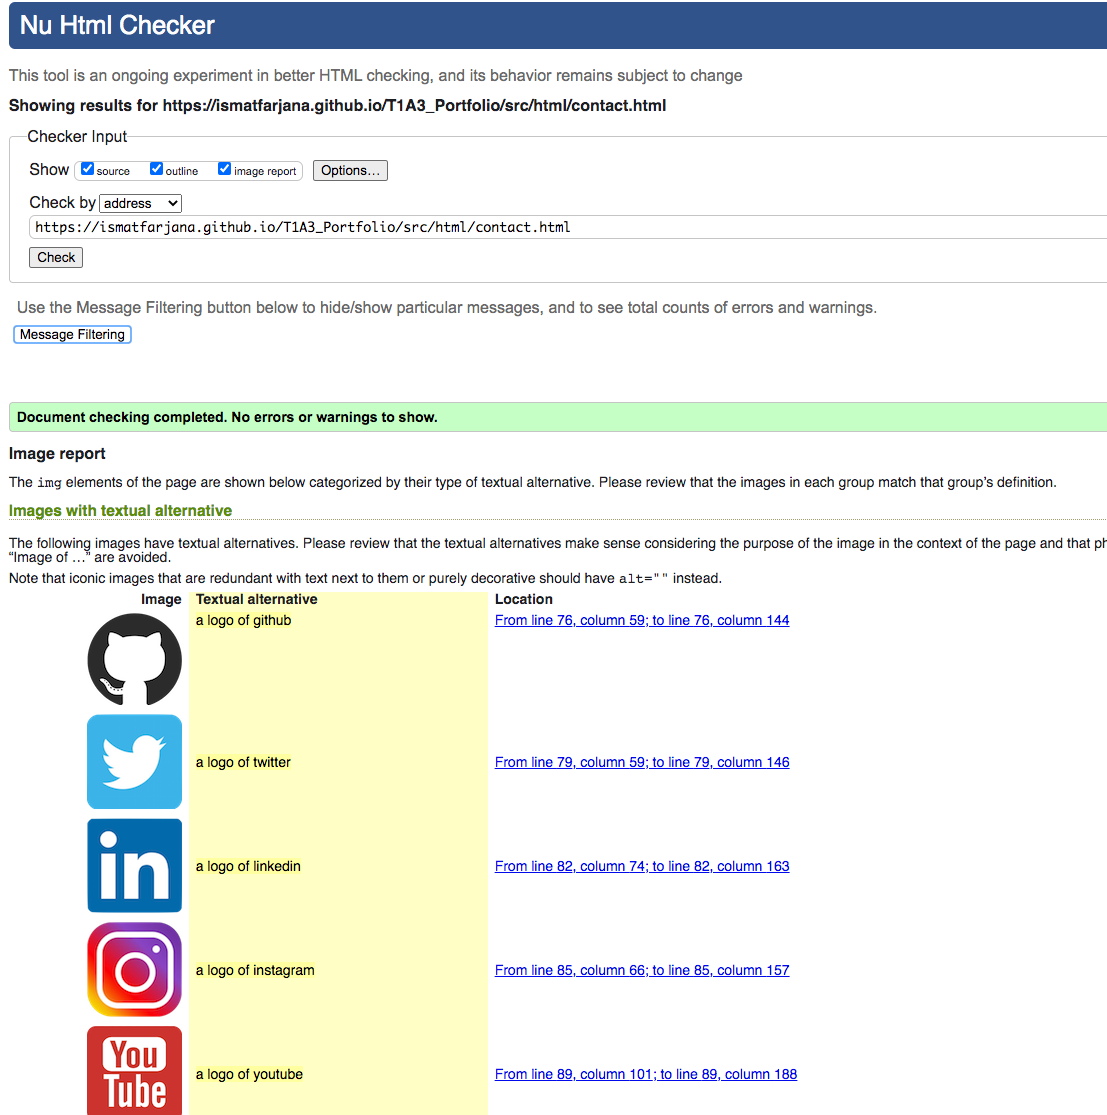 Nu Html Checker
This tool is an ongoing experiment in better HTML checking, and its behavior remains subject to change
Showing results for https://ismatfarjana.github.io/T1A3_Portfolio/src/html/contact.html
Checker Input
Show source outline image report Options...
Check by address
https://ismatfarjana.github.io/T1A3_Portfolio/src/html/contact.html
Check
Use the Message Filtering button below to hide/show particular messages, and to see total counts of errors and warnings.
Message Filtering
Document checking completed. No errors or warnings to show.
Image report
The img elements of the page are shown below categorized by their type of textual alternative. Please review that the images in each group match that group’s definition.
Images with textual alternative
The following images have textual alternatives. Please review that the textual alternatives make sense considering the purpose of the image in the context of the page and that
“Image of …” are avoided.
Note that iconic images that are redundant with text next to them or purely decorative should have alt="" instead.
Image Textual alternative Location
a logo of github From line 76, column 59; to line 76, column 144
a logo of twitter From line 79, column 59; to line 79, column 146
in a logo of linkedin From line 82, column 74; to line 82, column 163
a logo of instagram From line 85, column 66; to line 85, column 157
You
Tube a logo of youtube From line 89, column 101; to line 89, column 188